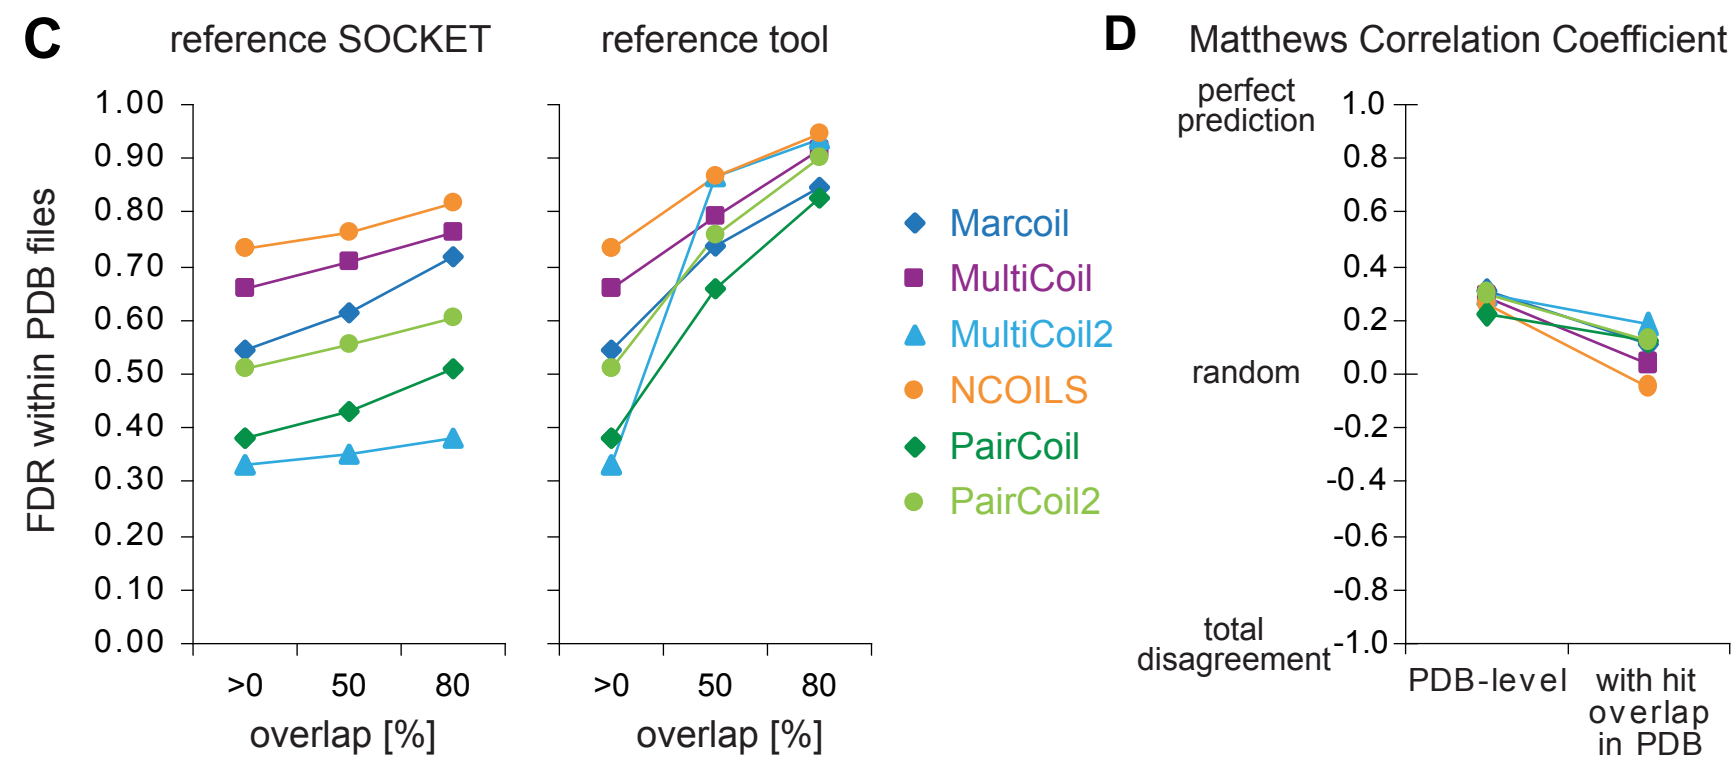 C
reference SOCKET
reference tool
FDR within PDB files
1.00
0.90
0.80
0.70
0.60
0.50
0.40
0.30
0.20
0.10
0.00
>0 50 80
overlap [%]
>0 50 80
overlap [%]
Marcoil
MultiCoil
MultiCoil2
NCOILS
PairCoil
PairCoil2
D
Matthews Correlation Coefficient
perfect
prediction
random
total
disagreement
1.0
0.8
0.6
0.4
0.2
0.0
-0.2
-0.4
-0.6
-0.8
-1.0
PDB-level
with hit
overlap
in PDB